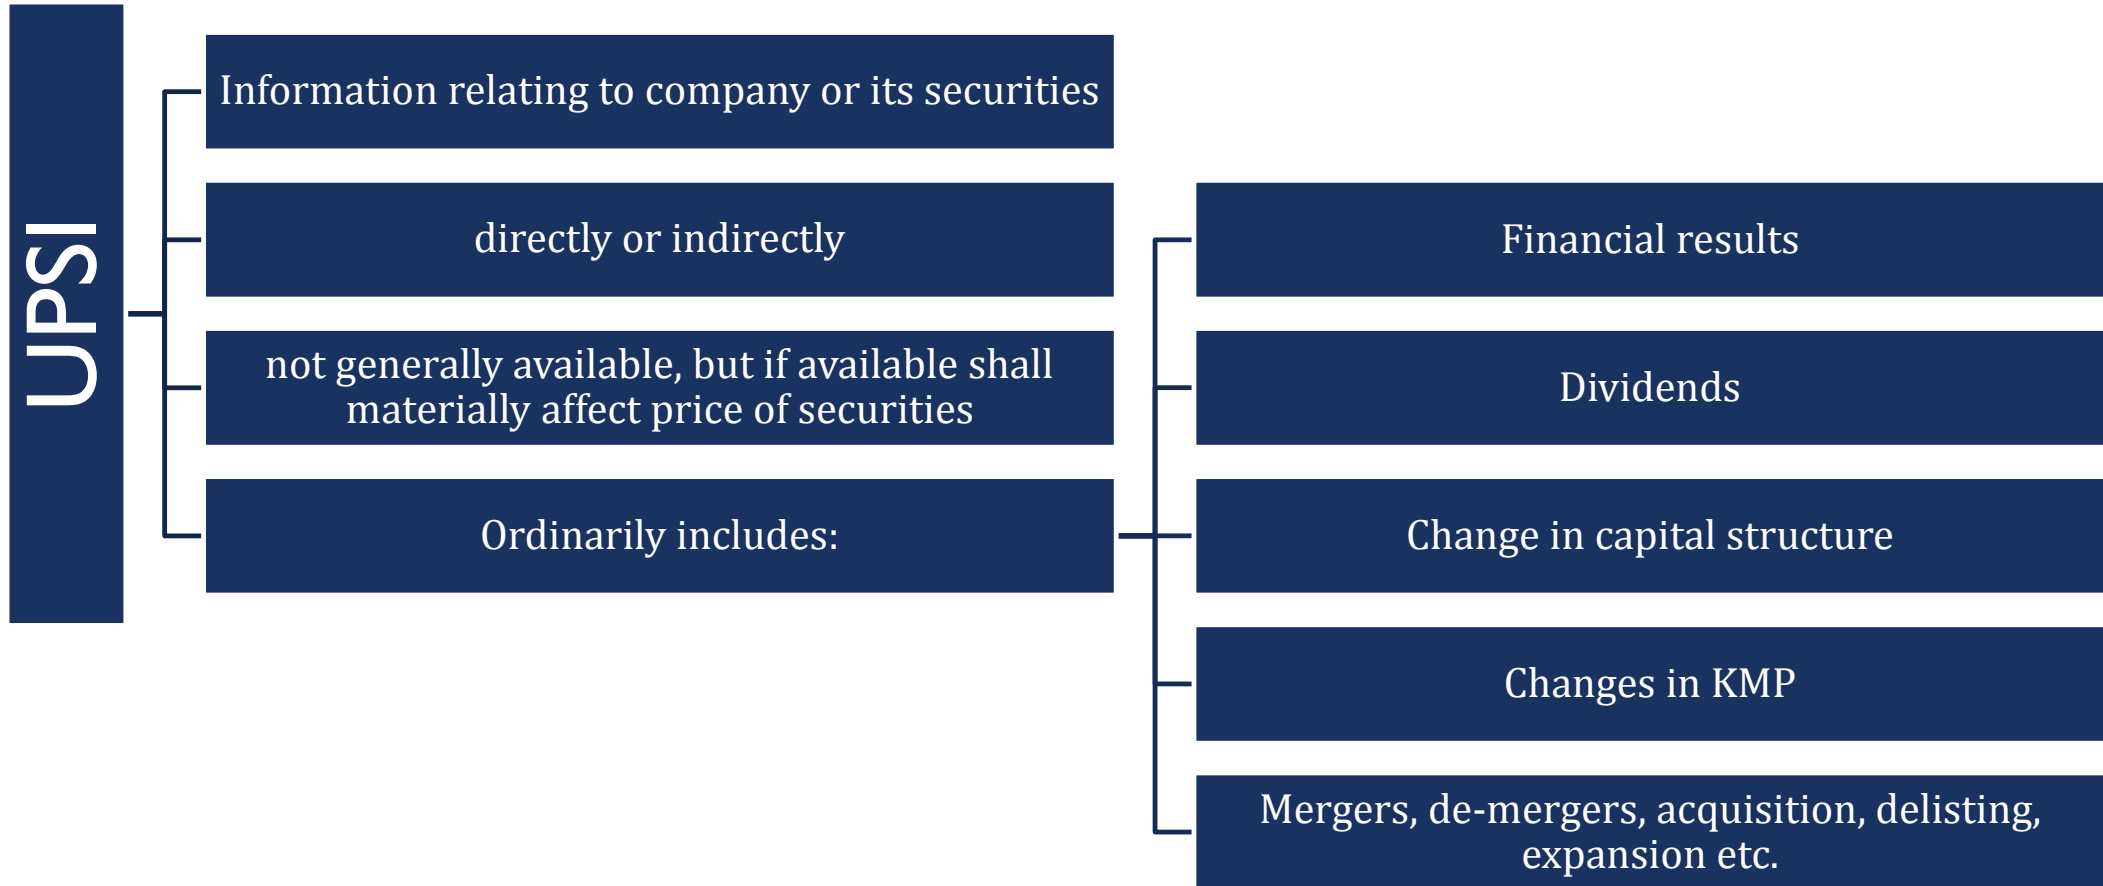 UPSI
Information relating to company or its securities
directly or indirectly
not generally available, but if available shall
materially affect price of securities
Ordinarily includes:
Financial results
Dividends
Change in capital structure
Changes in KMP
Mergers, de-mergers, acquisition, delisting,
expansion etc.